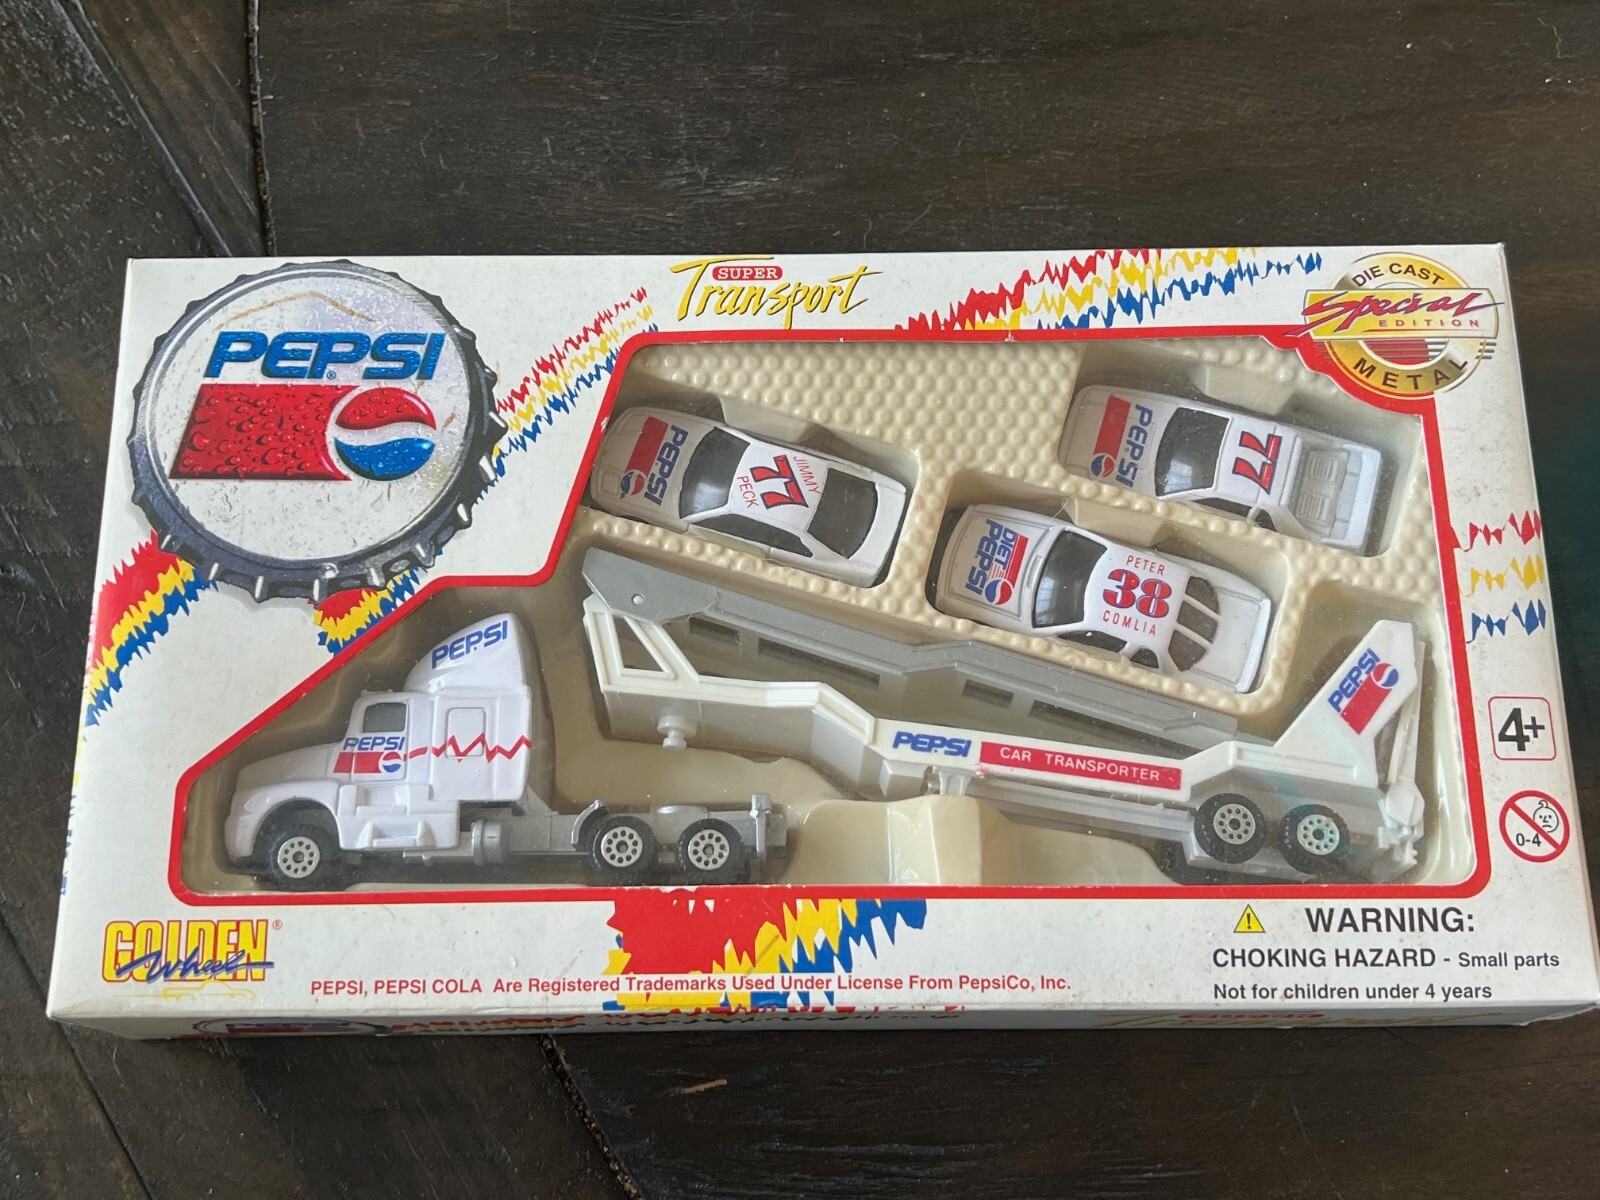 SUPER
Transport
DIE CAST
Special
EDITION
METAL
PEPSI®
PEPSI
77
JIMMY
PECK
PEPSI
77
DIET
PEPSI
PETER
38
COMLIA
PEPSI
PEPSI
PEPSI
CAR TRANSPORTER
PEPSI
4+
0-4
GOLDEN®
Wheel
PEPSI, PEPSI COLA Are Registered Trademarks Used Under License From PepsiCo, Inc.
WARNING:
CHOKING HAZARD - Small parts
Not for children under 4 years
PEPSI